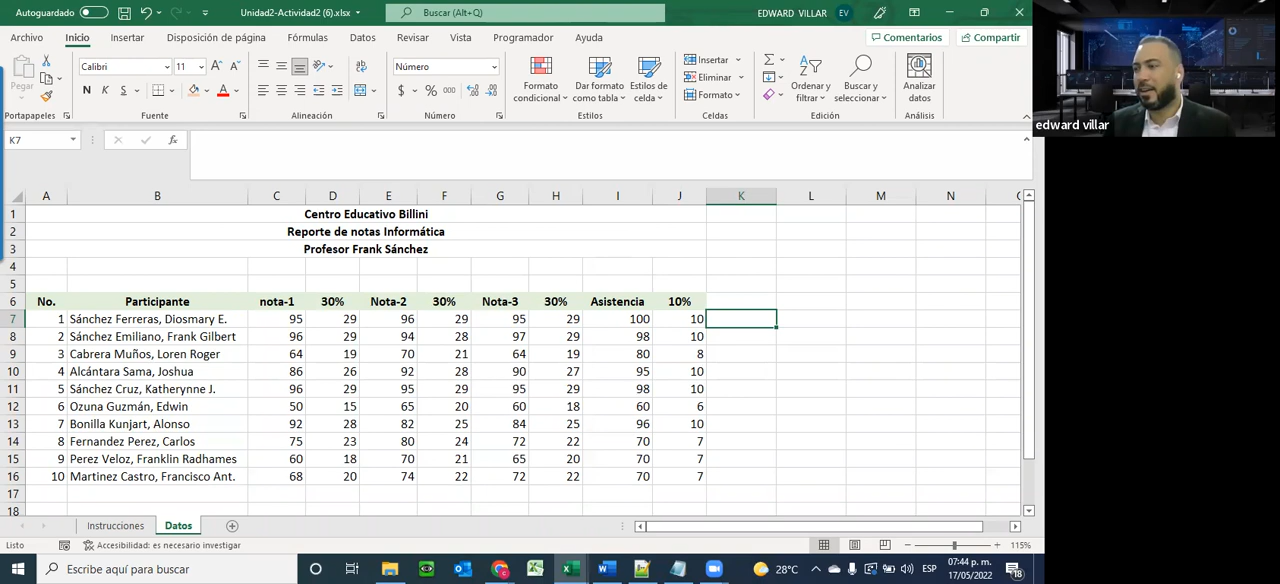 Autoguardado Unidad2-Actividad2 (6).xlsx Buscar (Alt+Q) EDWARD VILLAR EV
Archivo Inicio Insertar Disposición de página Fórmulas Datos Revisar Vista Programador Ayuda Comentarios Compartir
Pegar Calibri 11 Número Formato condicional Dar formato como tabla Estilos de celda Insertar Eliminar Formato Ordenar y filtrar Buscar y seleccionar Analizar datos
N K S $ % 000
Portapapeles Fuente Alineación Número Estilos Celdas Edición Análisis
edward villar
K7 fx
A B C D E F G H I J K L M N
1 Centro Educativo Billini
2 Reporte de notas Informática
3 Profesor Frank Sánchez
4
5
6 No. Participante nota-1 30% Nota-2 30% Nota-3 30% Asistencia 10%
7 1 Sánchez Ferreras, Diosmary E. 95 29 96 29 95 29 100 10
8 2 Sánchez Emiliano, Frank Gilbert 96 29 94 28 97 29 98 10
9 3 Cabrera Muños, Loren Roger 64 19 70 21 64 19 80 8
10 4 Alcántara Sama, Joshua 86 26 92 28 90 27 95 10
11 5 Sánchez Cruz, Katherynne J. 96 29 95 29 95 29 98 10
12 6 Ozuna Guzmán, Edwin 50 15 65 20 60 18 60 6
13 7 Bonilla Kunjart, Alonso 92 28 82 25 84 25 96 10
14 8 Fernandez Perez, Carlos 75 23 80 24 72 22 70 7
15 9 Perez Veloz, Franklin Radhames 60 18 70 21 65 20 70 7
16 10 Martinez Castro, Francisco Ant. 68 20 74 22 72 22 70 7
17
18
Instrucciones Datos
Listo Accesibilidad: es necesario investigar 115%
Escribe aquí para buscar 28°C ESP 07:44 p. m.
17/05/2022 18